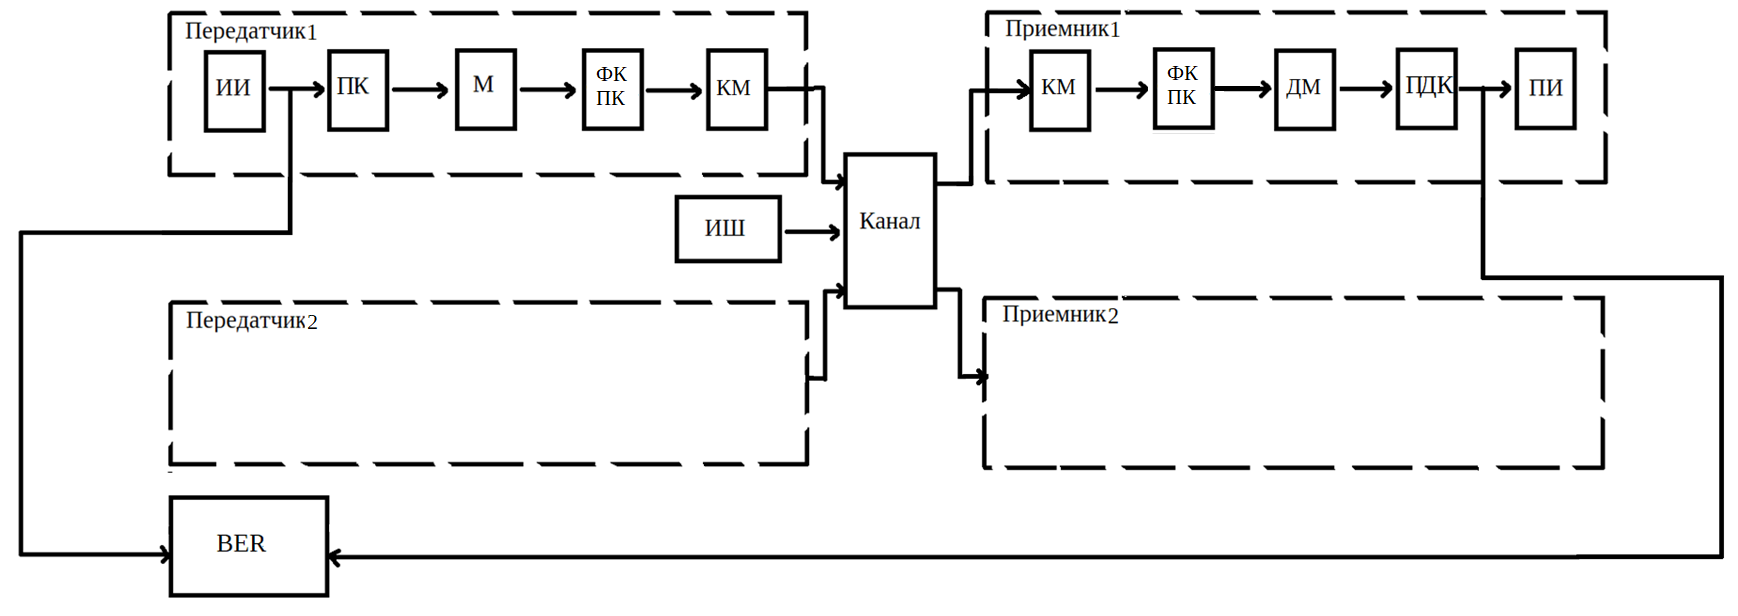 Передатчик1
ИИ
ПК
М
ФК
ПК
КМ
Приемник1
КМ
ФК
ПК
ДМ
ПДК
ПИ
ИШ
Канал
Передатчик2
Приемник2
BER